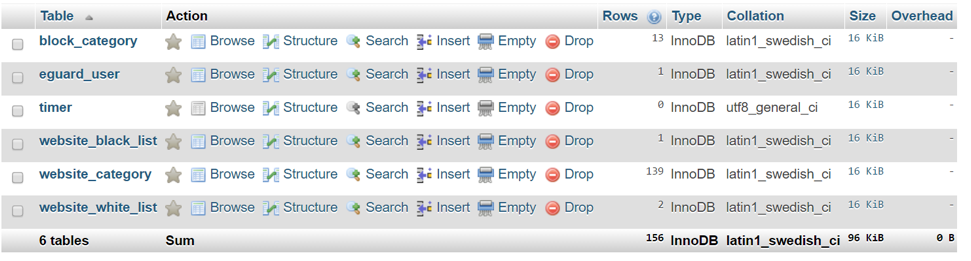 Table Action Rows Type Collation Size Overhead
block_category Browse Structure Search Insert Empty Drop 13 InnoDB latin1_swedish_ci 16 KiB -
eguard_user Browse Structure Search Insert Empty Drop 1 InnoDB latin1_swedish_ci 16 KiB -
timer Browse Structure Search Insert Empty Drop 0 InnoDB utf8_general_ci 16 KiB -
website_black_list Browse Structure Search Insert Empty Drop 1 InnoDB latin1_swedish_ci 16 KiB -
website_category Browse Structure Search Insert Empty Drop 139 InnoDB latin1_swedish_ci 16 KiB -
website_white_list Browse Structure Search Insert Empty Drop 2 InnoDB latin1_swedish_ci 16 KiB -
6 tables Sum 156 InnoDB latin1_swedish_ci 96 KiB 0 B